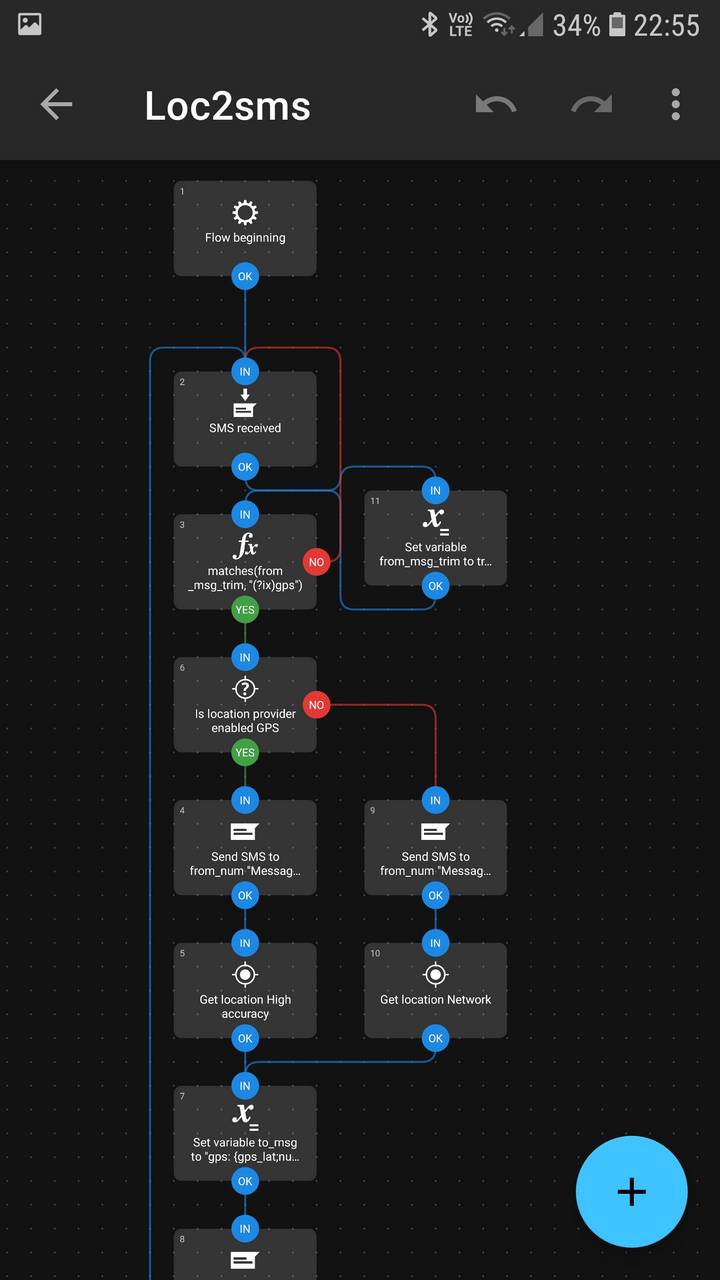 Vo))
LTE
34%
22:55
Loc2sms
1
Flow beginning
OK
IN
2
SMS received
OK
IN
11
Set variable
from_msg_trim to tr...
OK
IN
3
fx
matches(from
_msg_trim, "(?ix)gps")
NO
YES
IN
6
Is location provider
enabled GPS
NO
YES
IN
4
Send SMS to
from_num "Messag...
OK
IN
9
Send SMS to
from_num "Messag...
OK
IN
5
Get location High
accuracy
OK
IN
10
Get location Network
OK
IN
7
x=
Set variable to_msg
to "gps: {gps_lat;nu...
OK
IN
8